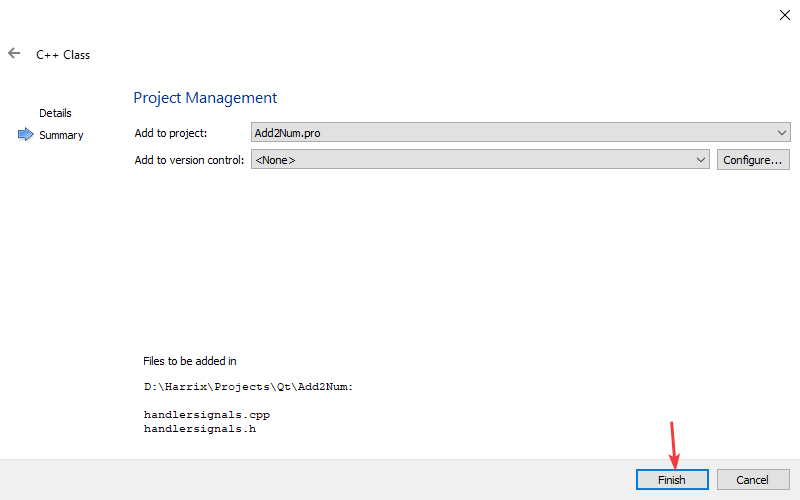 C++ Class
Details
Summary
Project Management
Add to project: Add2Num.pro
Add to version control: <None> Configure...
Files to be added in
D:\Harrix\Projects\Qt\Add2Num:
handlersignals.cpp
handlersignals.h
Finish Cancel